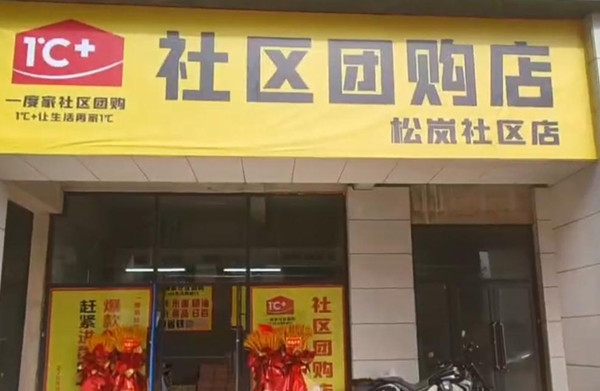 1℃+
社区团购店
一度家社区团购
1℃+让生活再暖1℃
松岚社区店
1℃+
社区团购
爆款
赶紧进